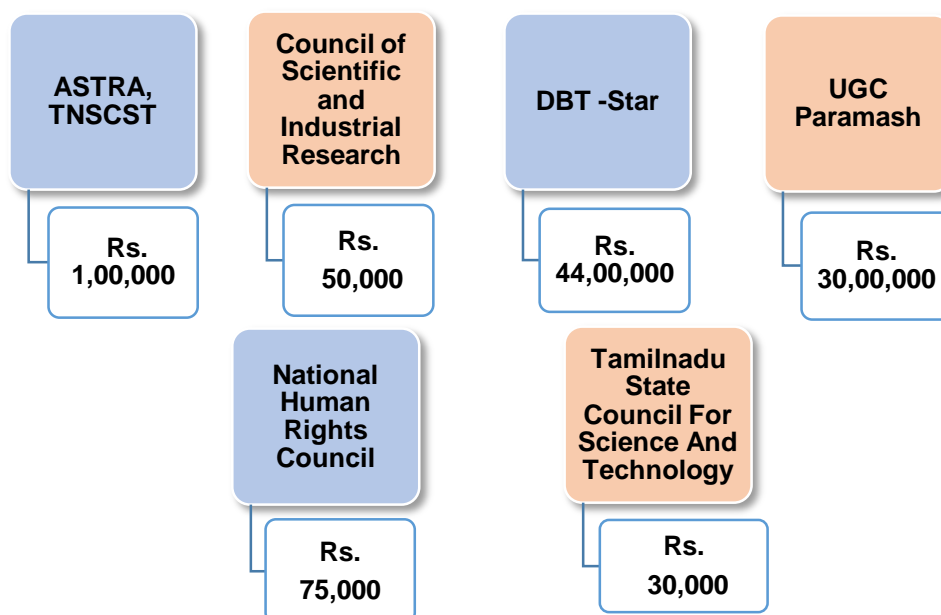 ASTRA,
TNSCST
Rs.
1,00,000
Council of
Scientific
and
Industrial
Research
Rs.
50,000
DBT -Star
Rs.
44,00,000
UGC
Paramash
Rs.
30,00,000
National
Human
Rights
Council
Rs.
75,000
Tamilnadu
State
Council For
Science And
Technology
Rs.
30,000